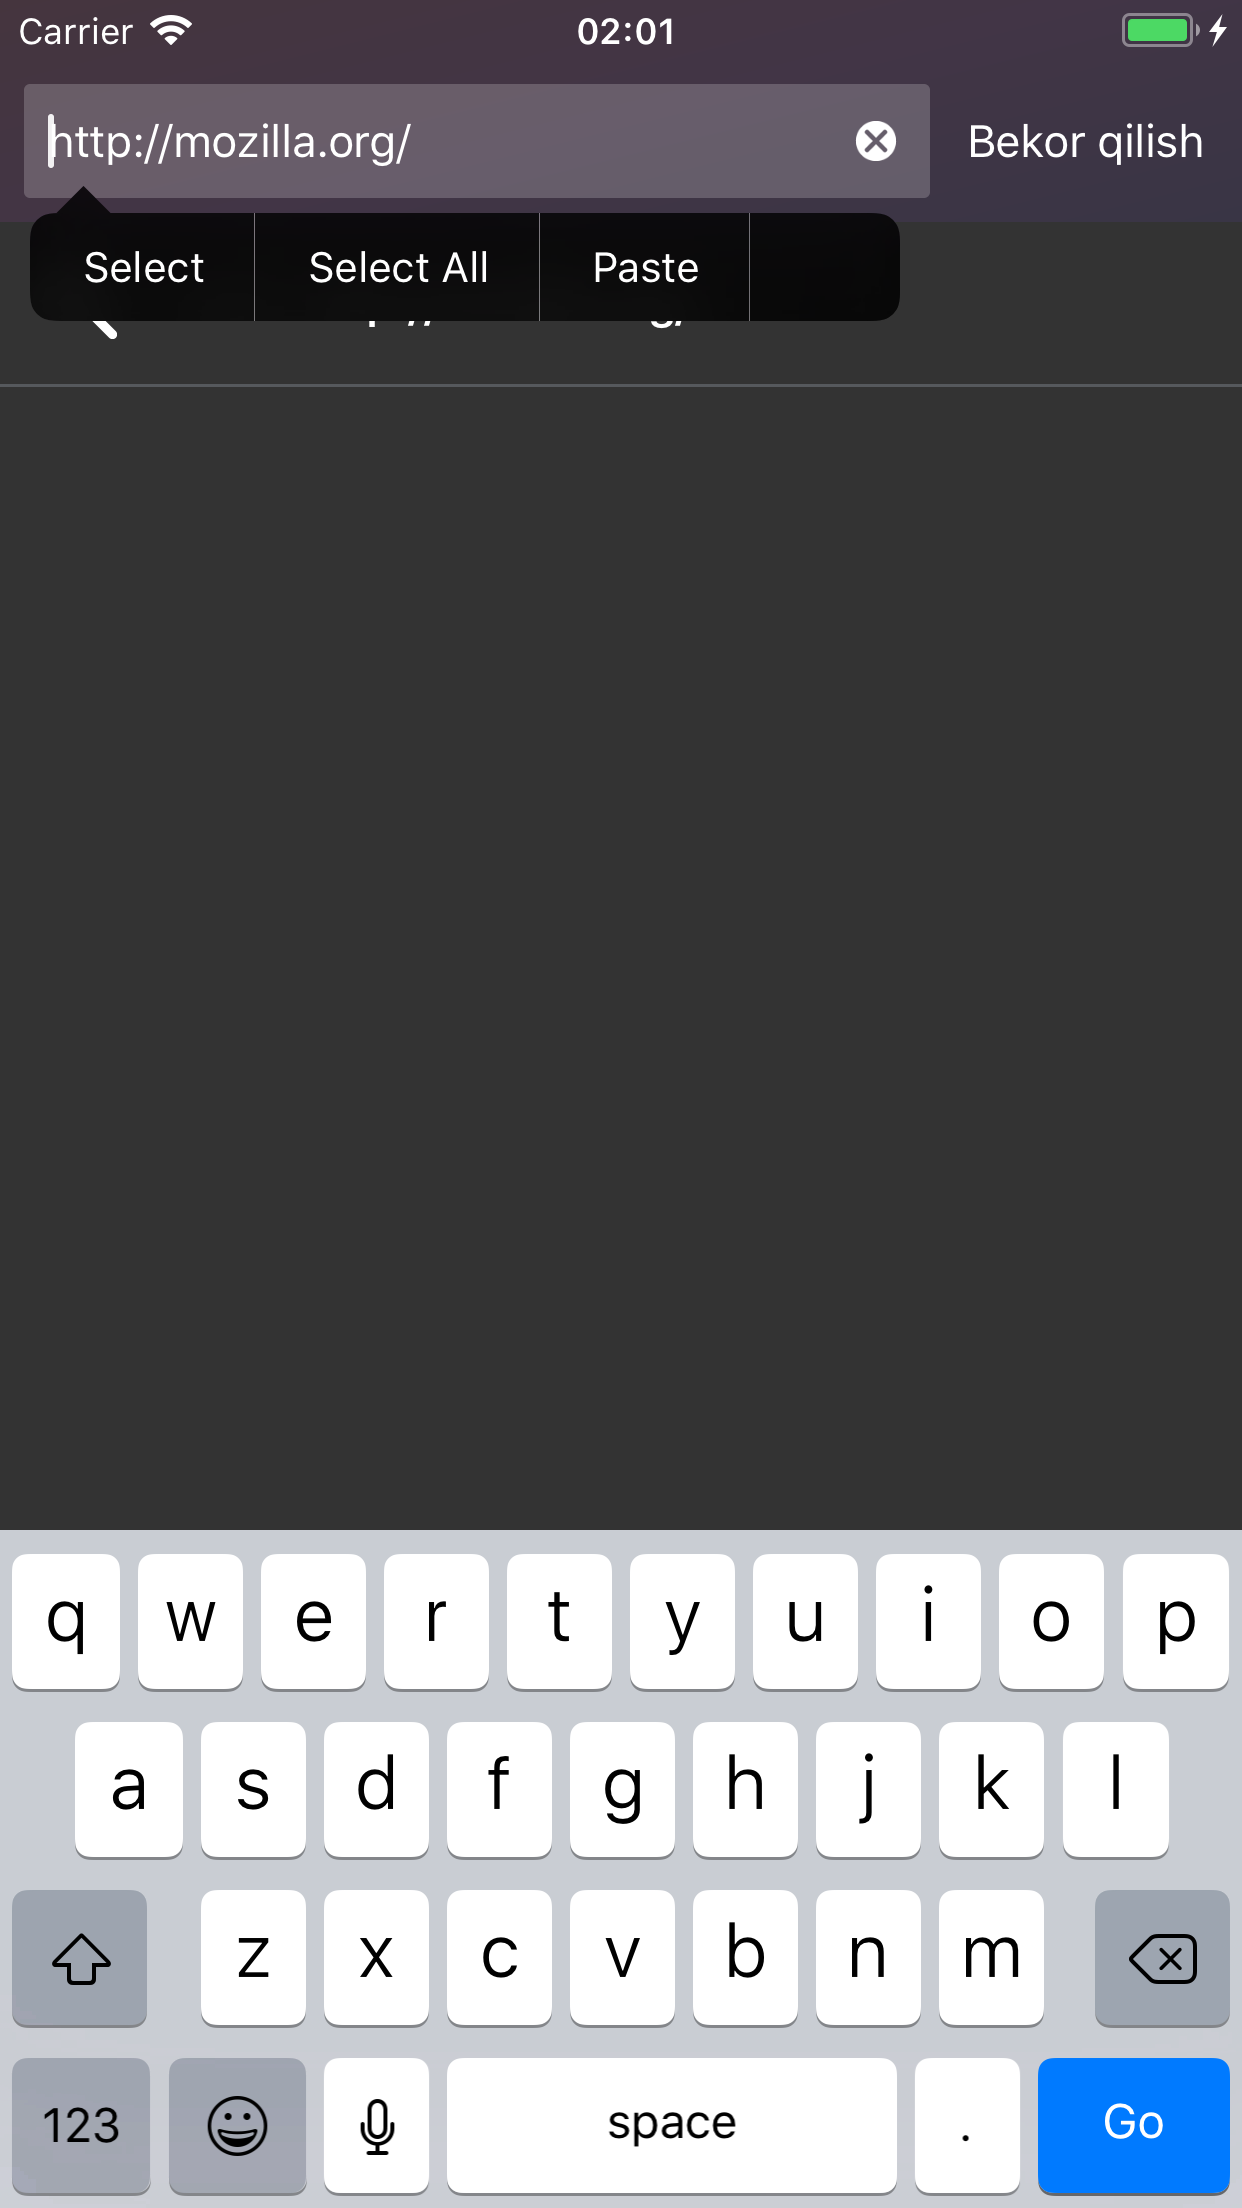 Carrier 02:01
http://mozilla.org/ Bekor qilish
Select Select All Paste
q w e r t y u i o p
a s d f g h j k l
z x c v b n m
123 space . Go